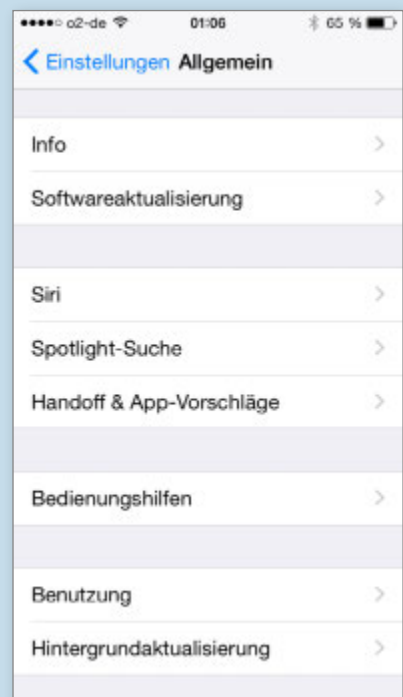 o2-de 01:06 65 %
Einstellungen Allgemein
Info
Softwareaktualisierung
Siri
Spotlight-Suche
Handoff & App-Vorschläge
Bedienungshilfen
Benutzung
Hintergrundaktualisierung